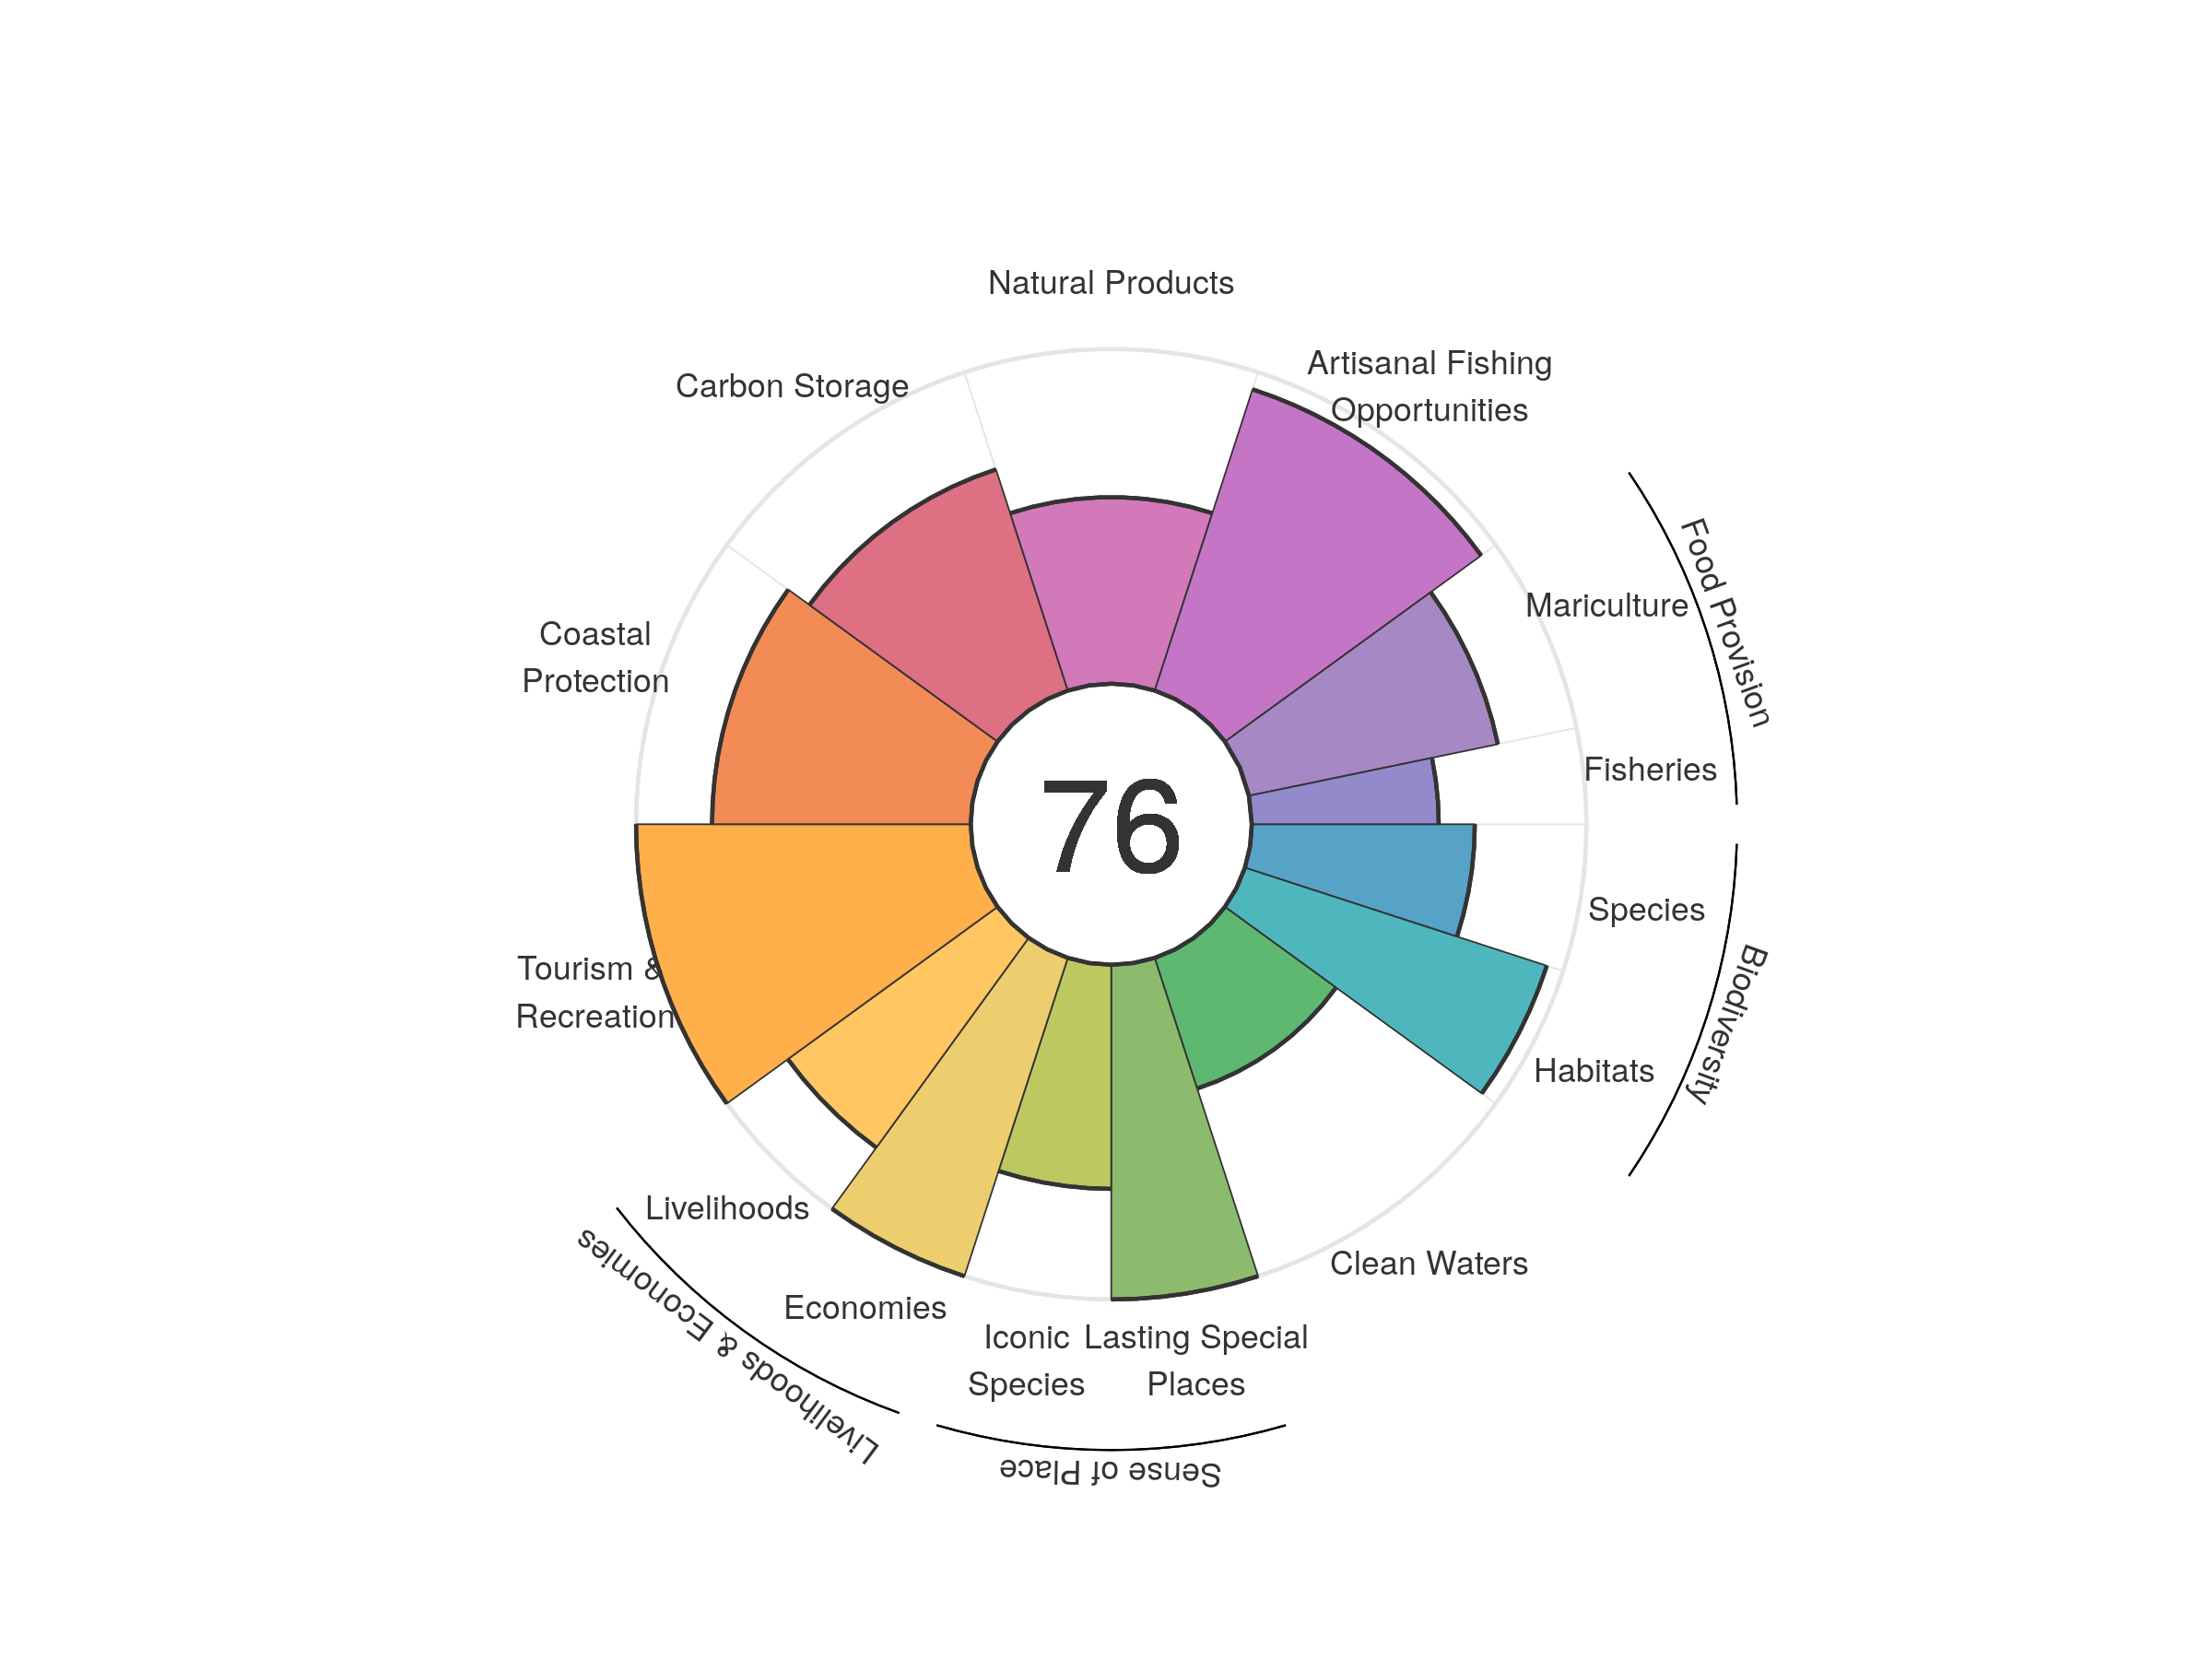 Natural Products
Artisanal Fishing
Opportunities
Carbon Storage
Mariculture
Food Provision
Coastal
Protection
Fisheries
76
Species
Biodiversity
Tourism &
Recreation
Habitats
Livelihoods
Clean Waters
Economies
Livelihoods & Economies
Iconic
Species
Lasting Special
Places
Sense of Place